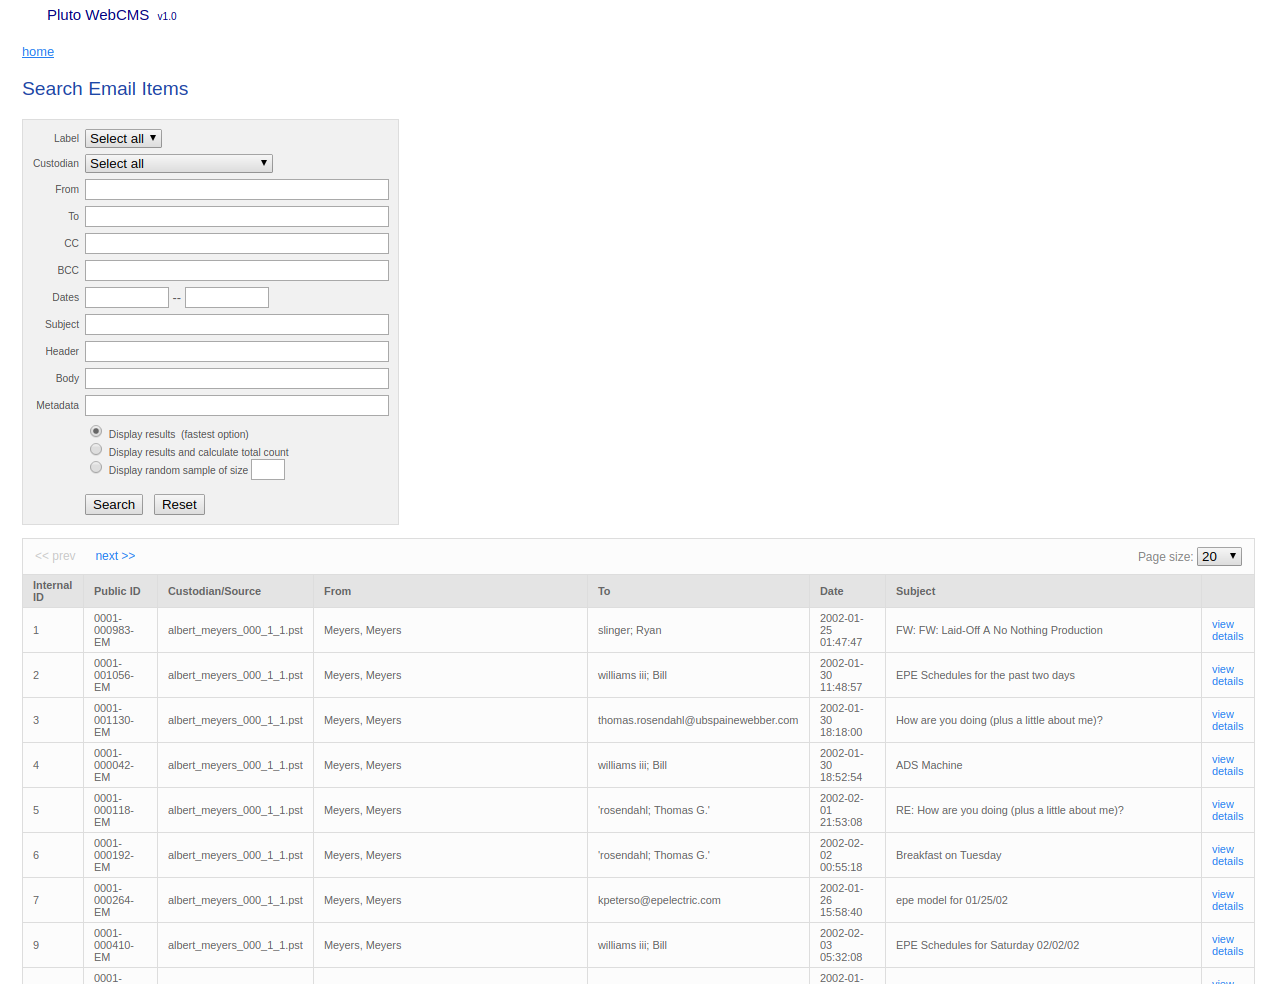 Pluto WebCMS v1.0
home
Search Email Items
Label Select all
Custodian Select all
From
To
CC
BCC
Dates --
Subject
Header
Body
Metadata
Display results (fastest option)
Display results and calculate total count
Display random sample of size
Search Reset
<< prev next >> Page size: 20
Internal ID Public ID Custodian/Source From To Date Subject
1 0001-000983-EM albert_meyers_000_1_1.pst Meyers, Meyers slinger; Ryan 2002-01-25 01:47:47 FW: FW: Laid-Off A No Nothing Production view details
2 0001-001056-EM albert_meyers_000_1_1.pst Meyers, Meyers williams iii; Bill 2002-01-30 11:48:57 EPE Schedules for the past two days view details
3 0001-001130-EM albert_meyers_000_1_1.pst Meyers, Meyers thomas.rosendahl@ubspainewebber.com 2002-01-30 18:18:00 How are you doing (plus a little about me)? view details
4 0001-000042-EM albert_meyers_000_1_1.pst Meyers, Meyers williams iii; Bill 2002-01-30 18:52:54 ADS Machine view details
5 0001-000118-EM albert_meyers_000_1_1.pst Meyers, Meyers 'rosendahl; Thomas G.' 2002-02-01 21:53:08 RE: How are you doing (plus a little about me)? view details
6 0001-000192-EM albert_meyers_000_1_1.pst Meyers, Meyers 'rosendahl; Thomas G.' 2002-02-02 00:55:18 Breakfast on Tuesday view details
7 0001-000264-EM albert_meyers_000_1_1.pst Meyers, Meyers kpeterso@epelectric.com 2002-01-26 15:58:40 epe model for 01/25/02 view details
9 0001-000410-EM albert_meyers_000_1_1.pst Meyers, Meyers williams iii; Bill 2002-02-03 05:32:08 EPE Schedules for Saturday 02/02/02 view details
0001- 2002-01- view